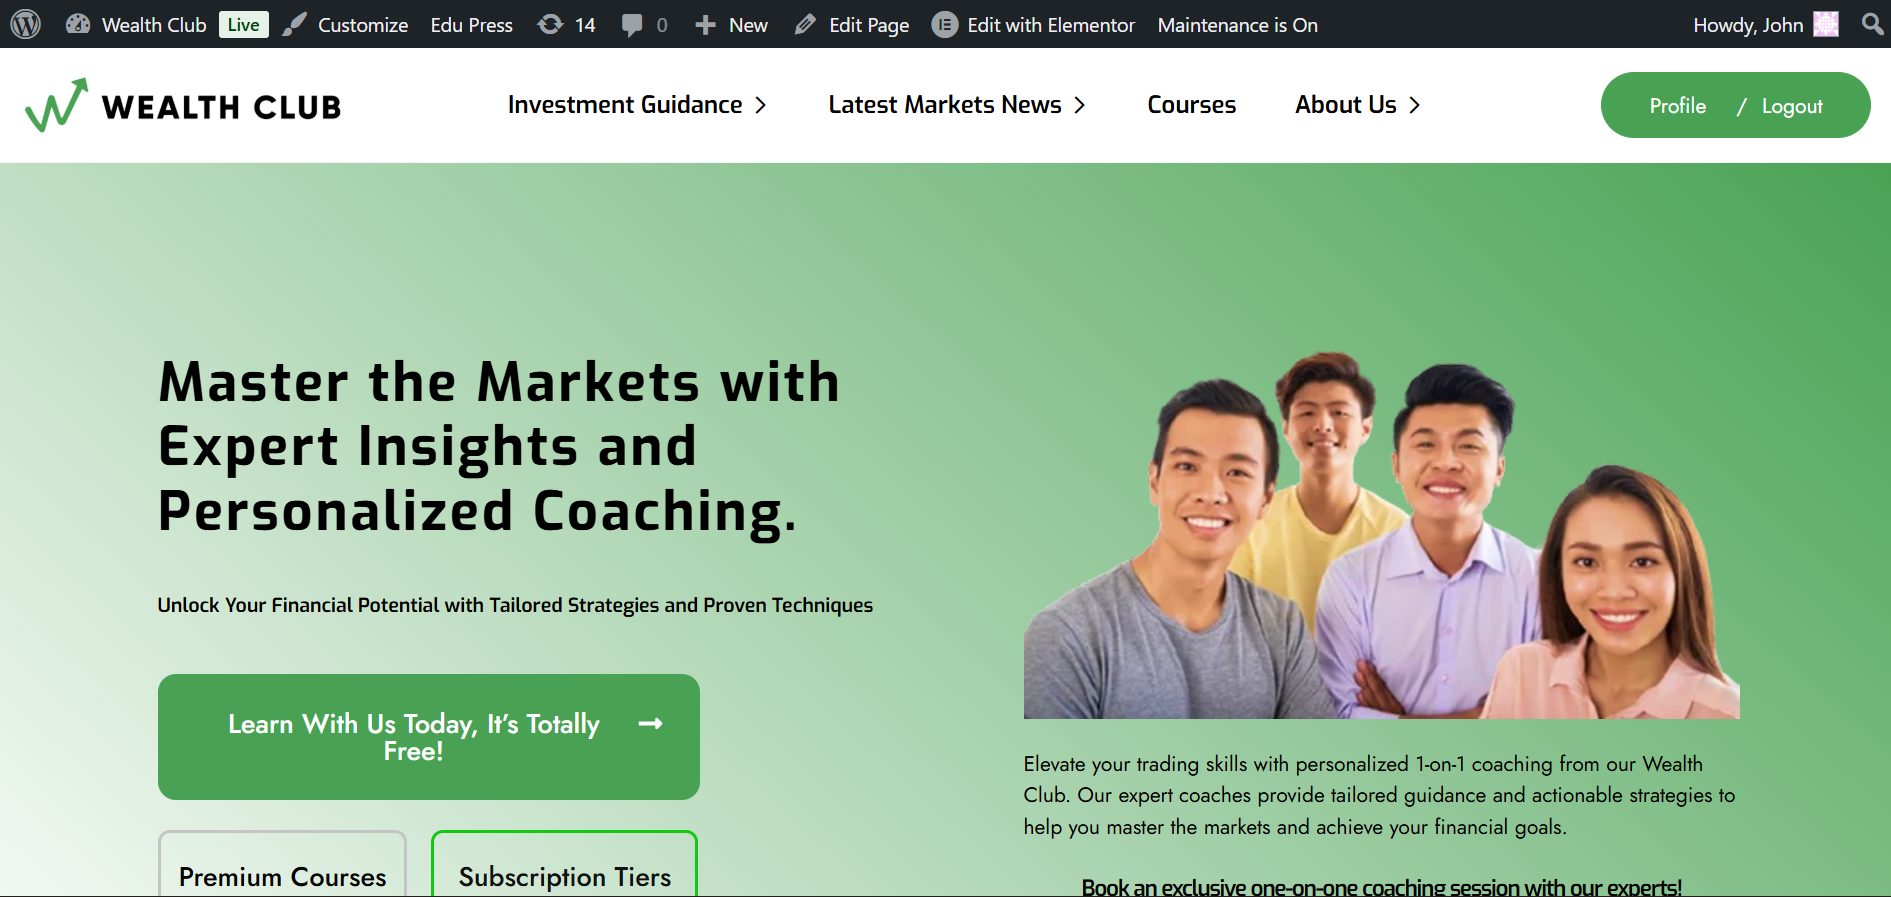 Wealth Club Live Customize Edu Press 14 0 New Edit Page Edit with Elementor Maintenance is On Howdy, John
WEALTH CLUB Investment Guidance Latest Markets News Courses About Us Profile / Logout
Master the Markets with
Expert Insights and
Personalized Coaching.
Unlock Your Financial Potential with Tailored Strategies and Proven Techniques
Learn With Us Today, It's Totally
Free!
Premium Courses Subscription Tiers
Elevate your trading skills with personalized 1-on-1 coaching from our Wealth
Club. Our expert coaches provide tailored guidance and actionable strategies to
help you master the markets and achieve your financial goals.
Book an exclusive one-on-one coaching session with our experts!